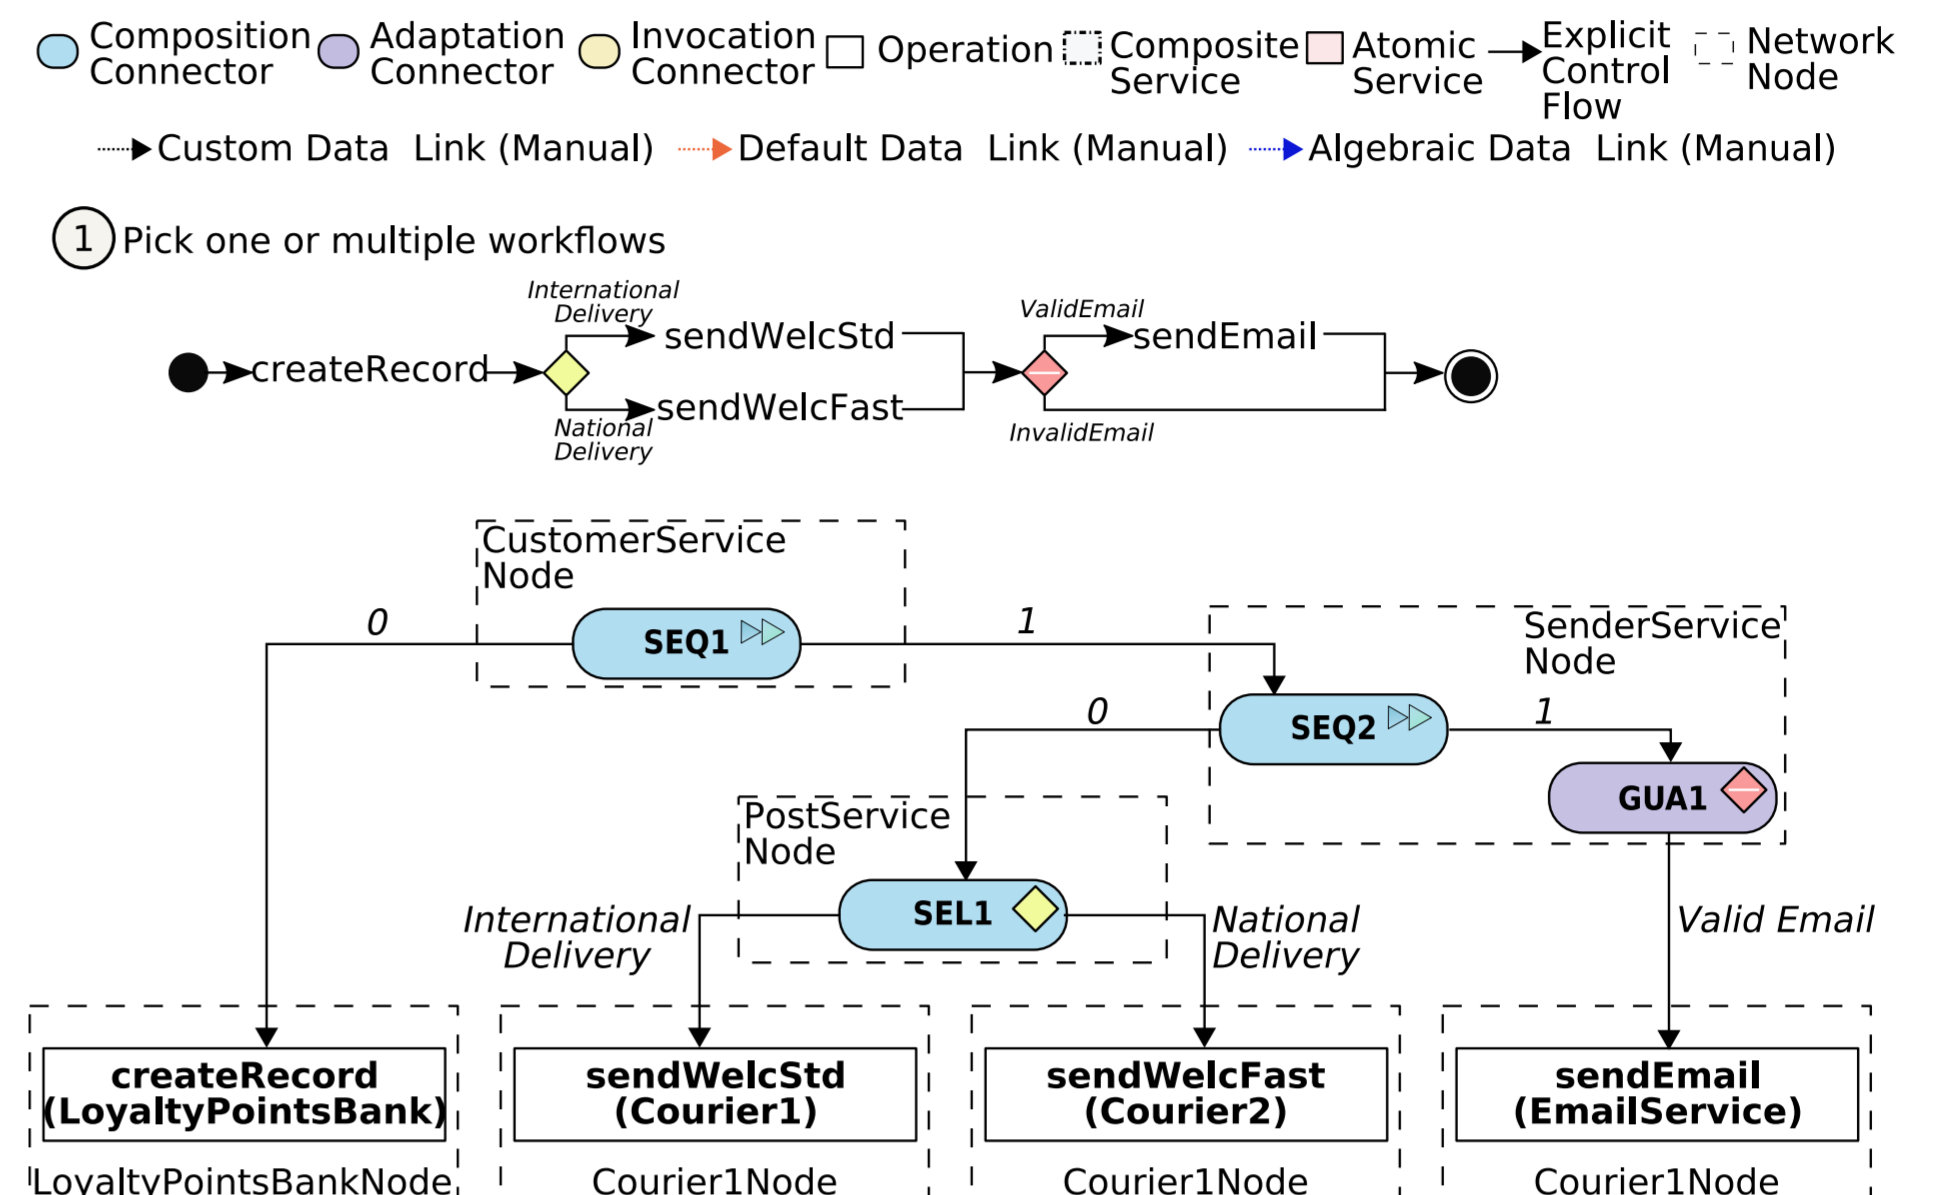 Composition
Connector
Adaptation
Connector
Invocation
Connector
Operation
Composite
Service
Atomic
Service
Explicit
Control
Flow
Network
Node
Custom Data Link (Manual)
Default Data Link (Manual)
Algebraic Data Link (Manual)
1 Pick one or multiple workflows
International
Delivery
ValidEmail
sendWelcStd
sendEmail
createRecord
sendWelcFast
National
Delivery
InvalidEmail
CustomerService
Node
0
SEQ1
1
SenderService
Node
0
SEQ2
1
GUA1
PostService
Node
SEL1
International
Delivery
National
Delivery
Valid Email
createRecord
(LoyaltyPointsBank)
sendWelcStd
(Courier1)
sendWelcFast
(Courier2)
sendEmail
(EmailService)
LoyaltyPointsBankNode
Courier1Node
Courier1Node
Courier1Node